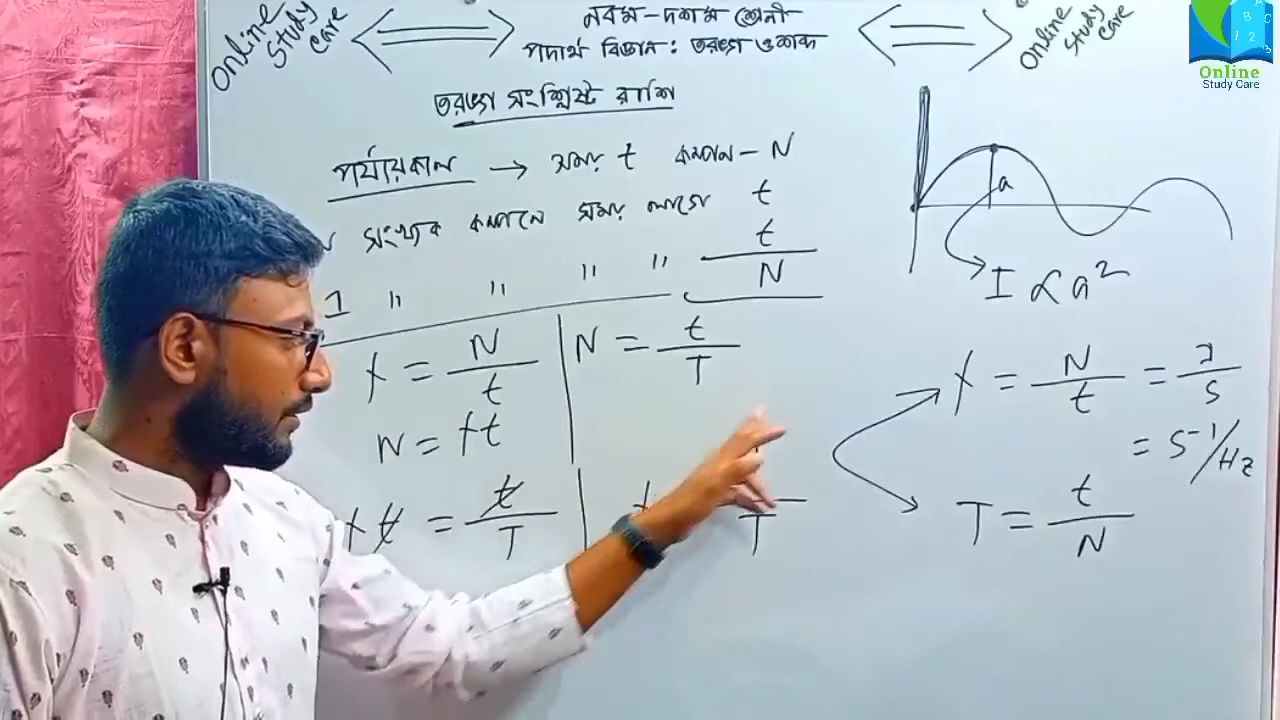 Online Study Care
নবম-দশম শ্রেনী
পদার্থ বিজ্ঞান : তরঙ্গ ও শব্দ
Online Study Care
Online
Study Care
তরঙ্গ সংশ্লিষ্ট রাশি
পর্যায়কাল → সময় t কম্পন - N
সংখ্যক কম্পনে সময় লাগে t
1 " " " " t/N
f = N/t
N = ft
N = t/T
f t = t/T
T
a
I ∝ a²
f = N/t = 1/s
= s⁻¹/Hz
T = t/N